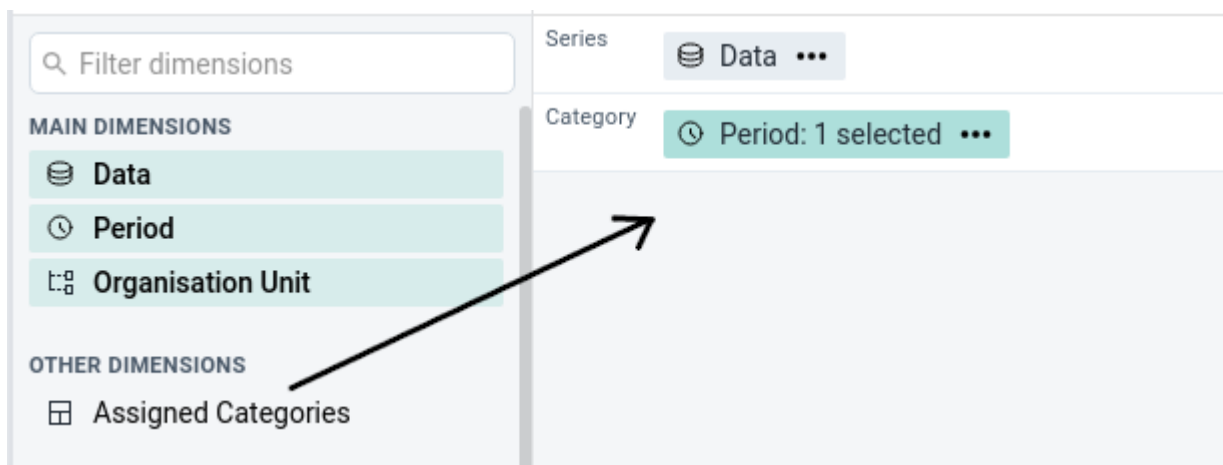 Filter dimensions
MAIN DIMENSIONS
Data
Period
Organisation Unit
OTHER DIMENSIONS
Assigned Categories
Series
Data •••
Category
Period: 1 selected •••